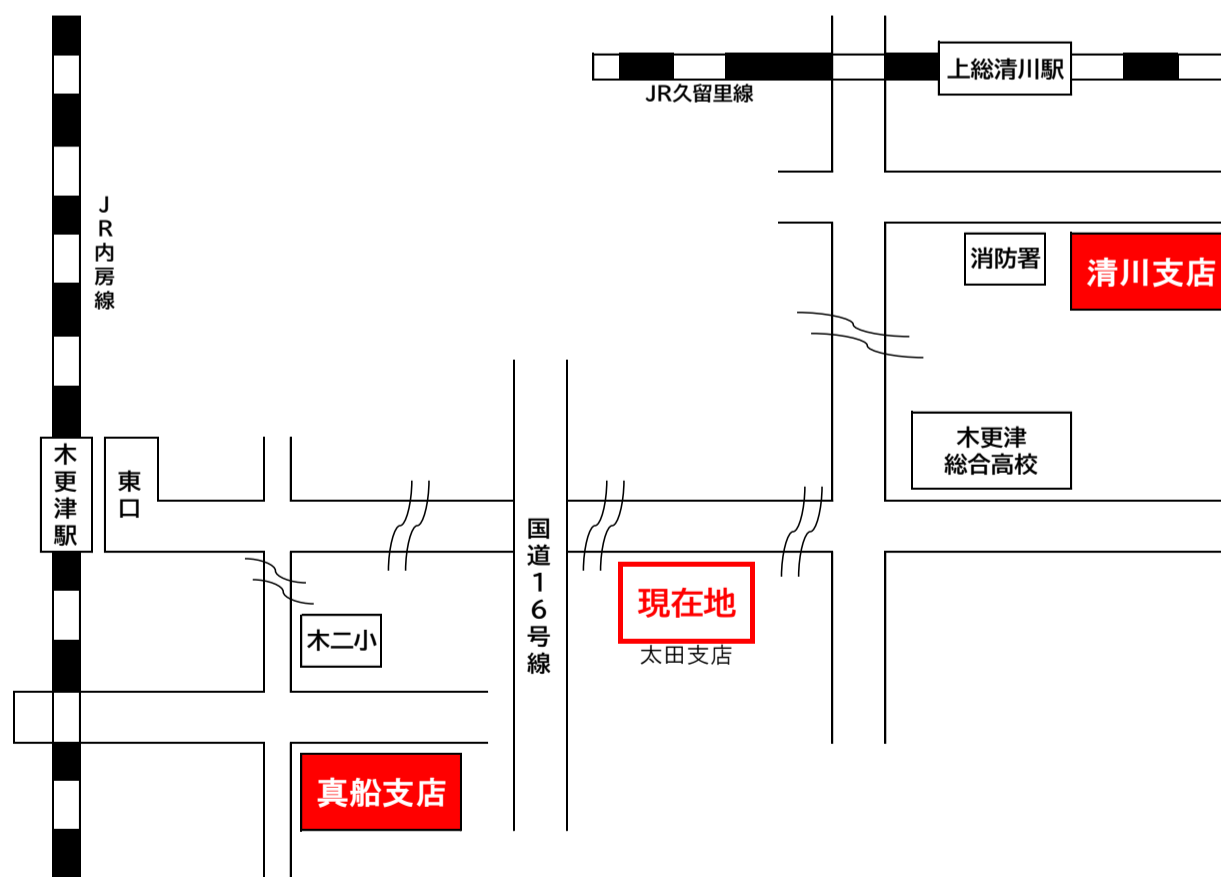 上総清川駅
JR久留里線
JR内房線
消防署
清川支店
木更津
総合高校
木更津駅
東口
国道16号線
現在地
太田支店
木二小
真船支店